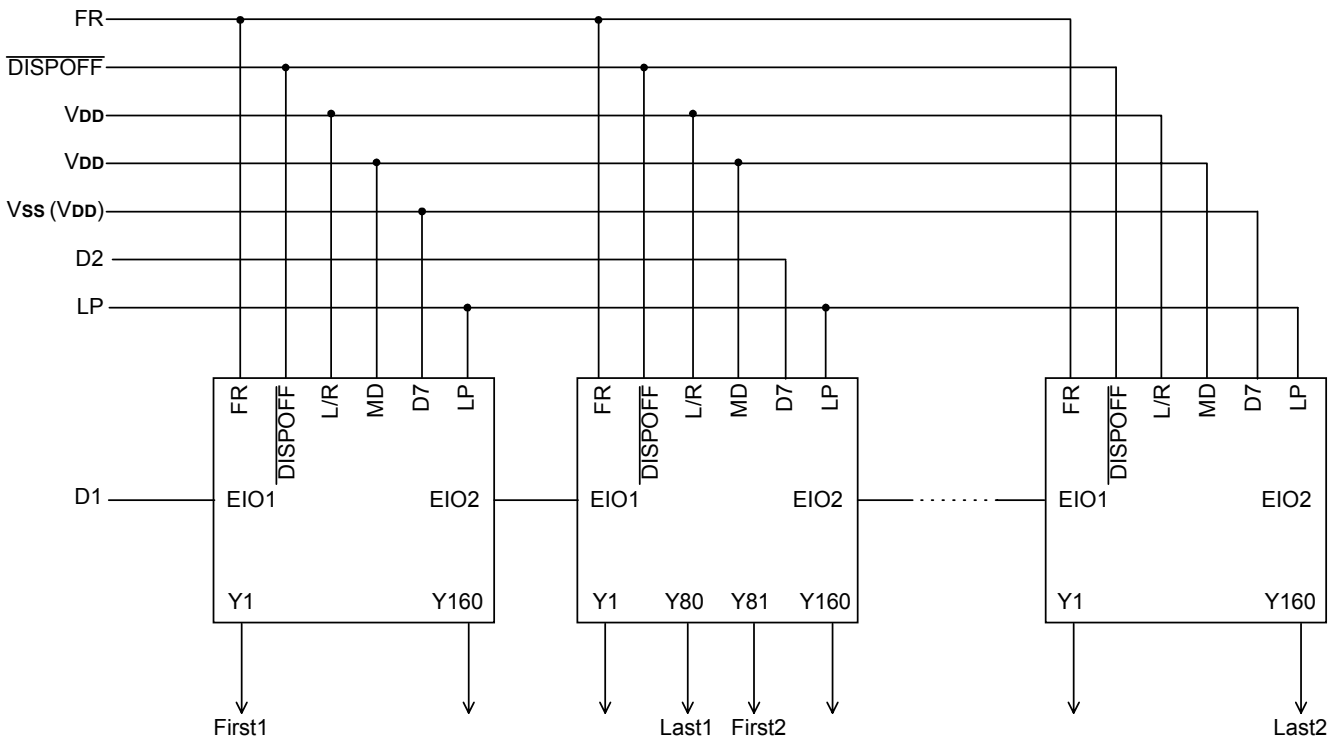 FR
DISPOFF
VDD
VDD
VSS (VDD)
D2
LP
FR DISPOFF L/R MD D7 LP
FR DISPOFF L/R MD D7 LP
FR DISPOFF L/R MD D7 LP
D1 EIO1 EIO2 EIO1 EIO2 EIO1 EIO2
Y1 Y160 Y1 Y80 Y81 Y160 Y1 Y160
First1 Last1 First2 Last2